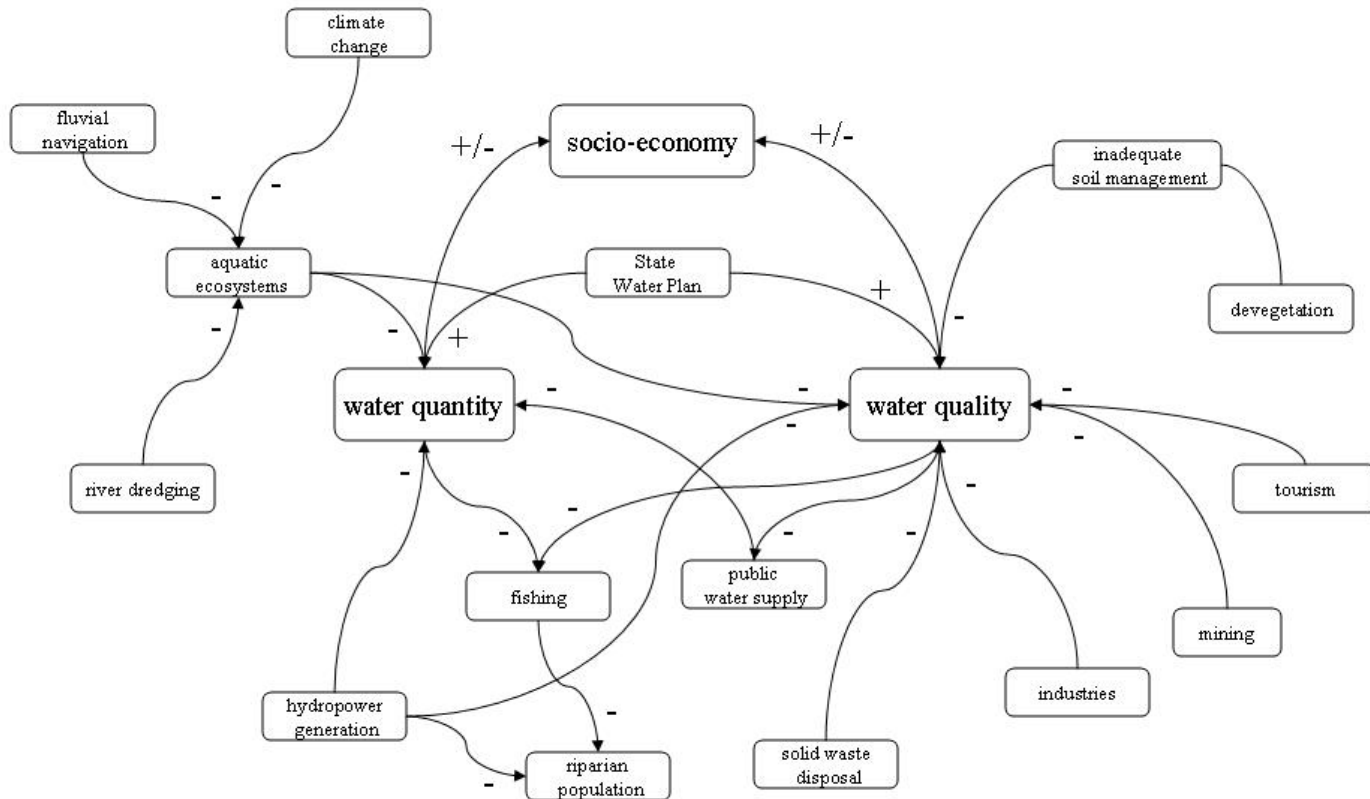 climate
change
fluvial
navigation
+/-
socio-economy
+/-
inadequate
soil management
-
-
aquatic
ecosystems
State
Water Plan
+
devegetation
-
-
+
-
water quantity
-
-
water quality
-
-
-
river dredging
-
tourism
-
-
-
-
-
fishing
public
water supply
mining
hydropower
generation
industries
-
-
riparian
population
solid waste
disposal